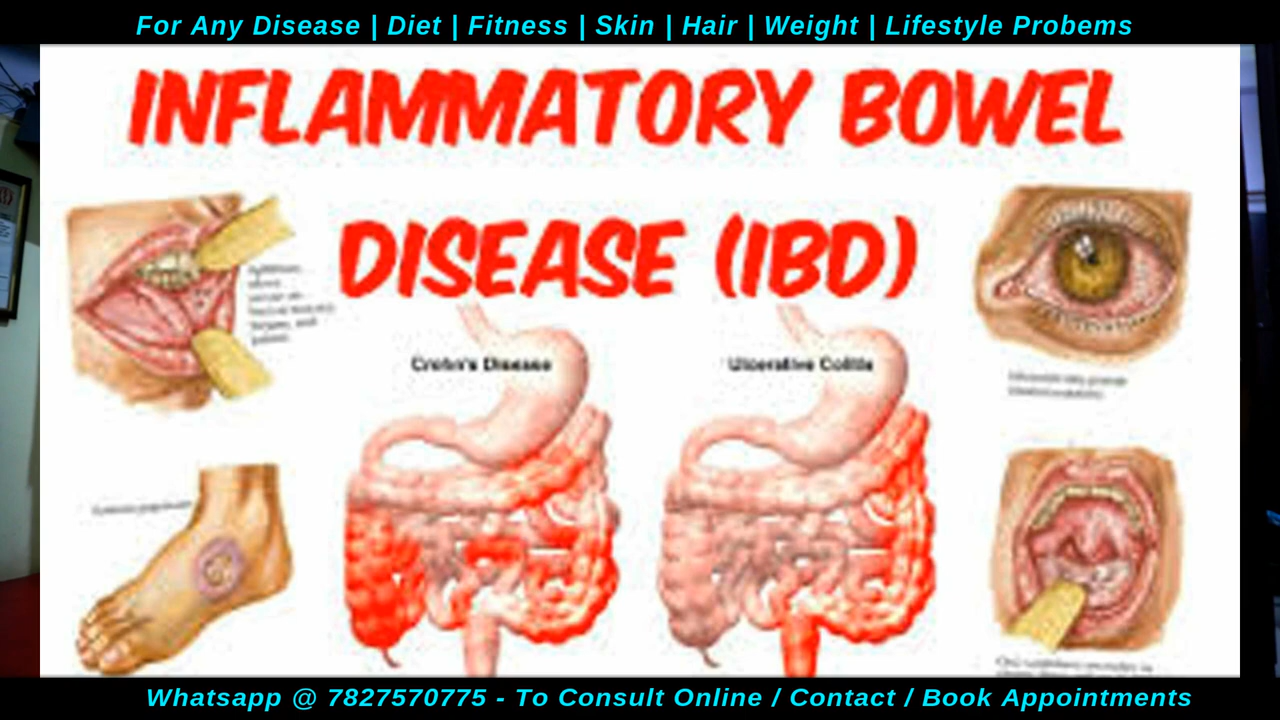 For Any Disease | Diet | Fitness | Skin | Hair | Weight | Lifestyle Probems
INFLAMMATORY BOWEL
DISEASE (IBD)
Crohn's Disease
Ulcerative Colitis
Whatsapp @ 7827570775 - To Consult Online / Contact / Book Appointments